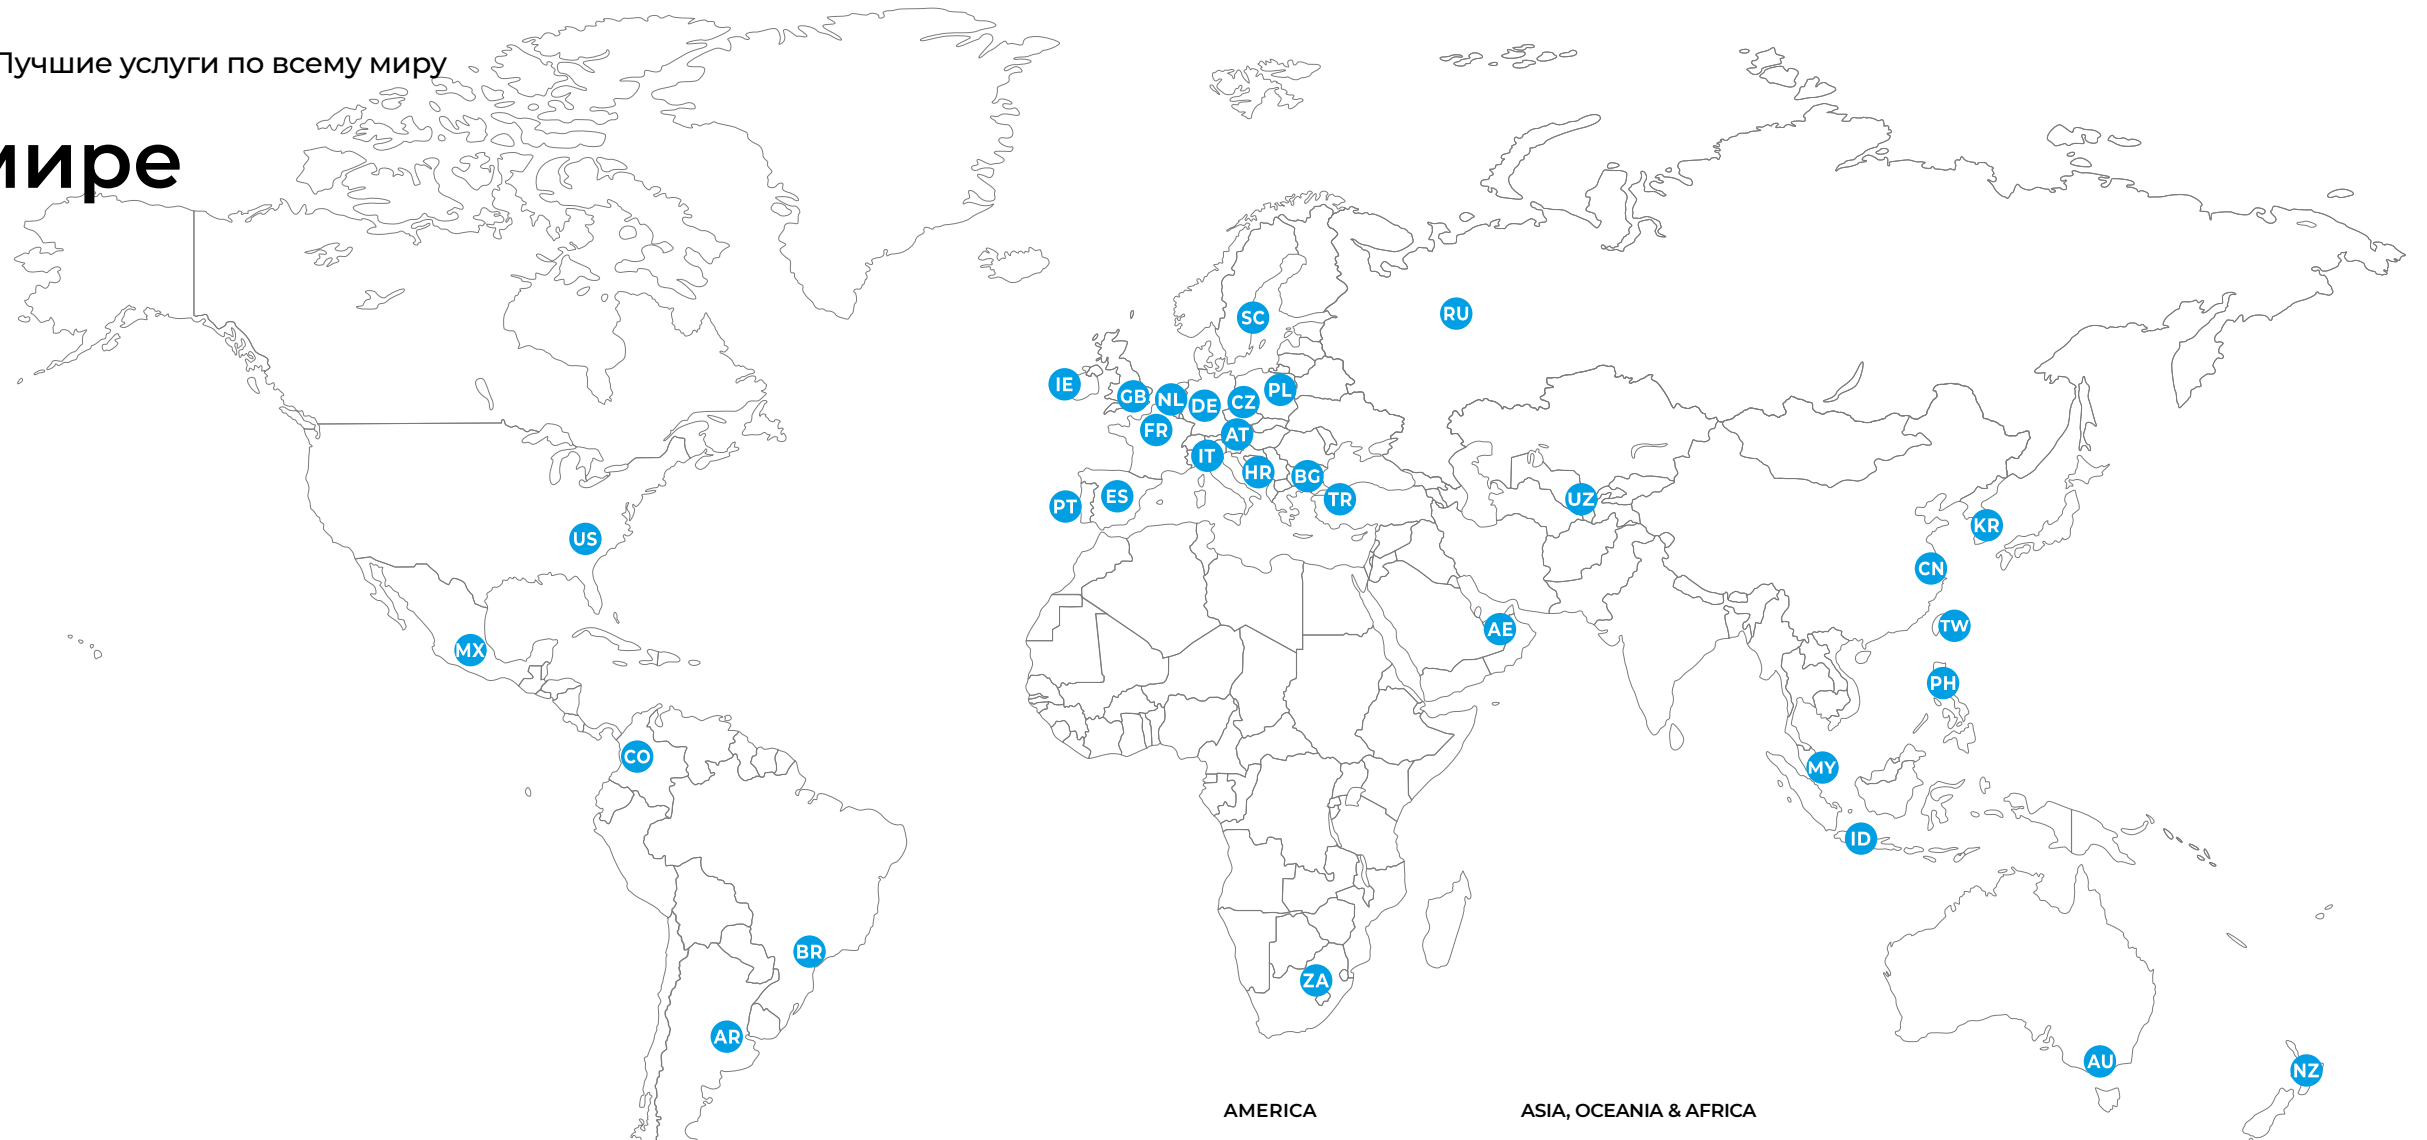 Лучшие услуги по всему миру
мире
SC
RU
IE
GB
NL
DE
CZ
PL
FR
AT
IT
HR
BG
PT
ES
TR
UZ
US
KR
CN
MX
AE
TW
PH
CO
MY
ID
BR
ZA
AR
AU
NZ
AMERICA
ASIA, OCEANIA & AFRICA